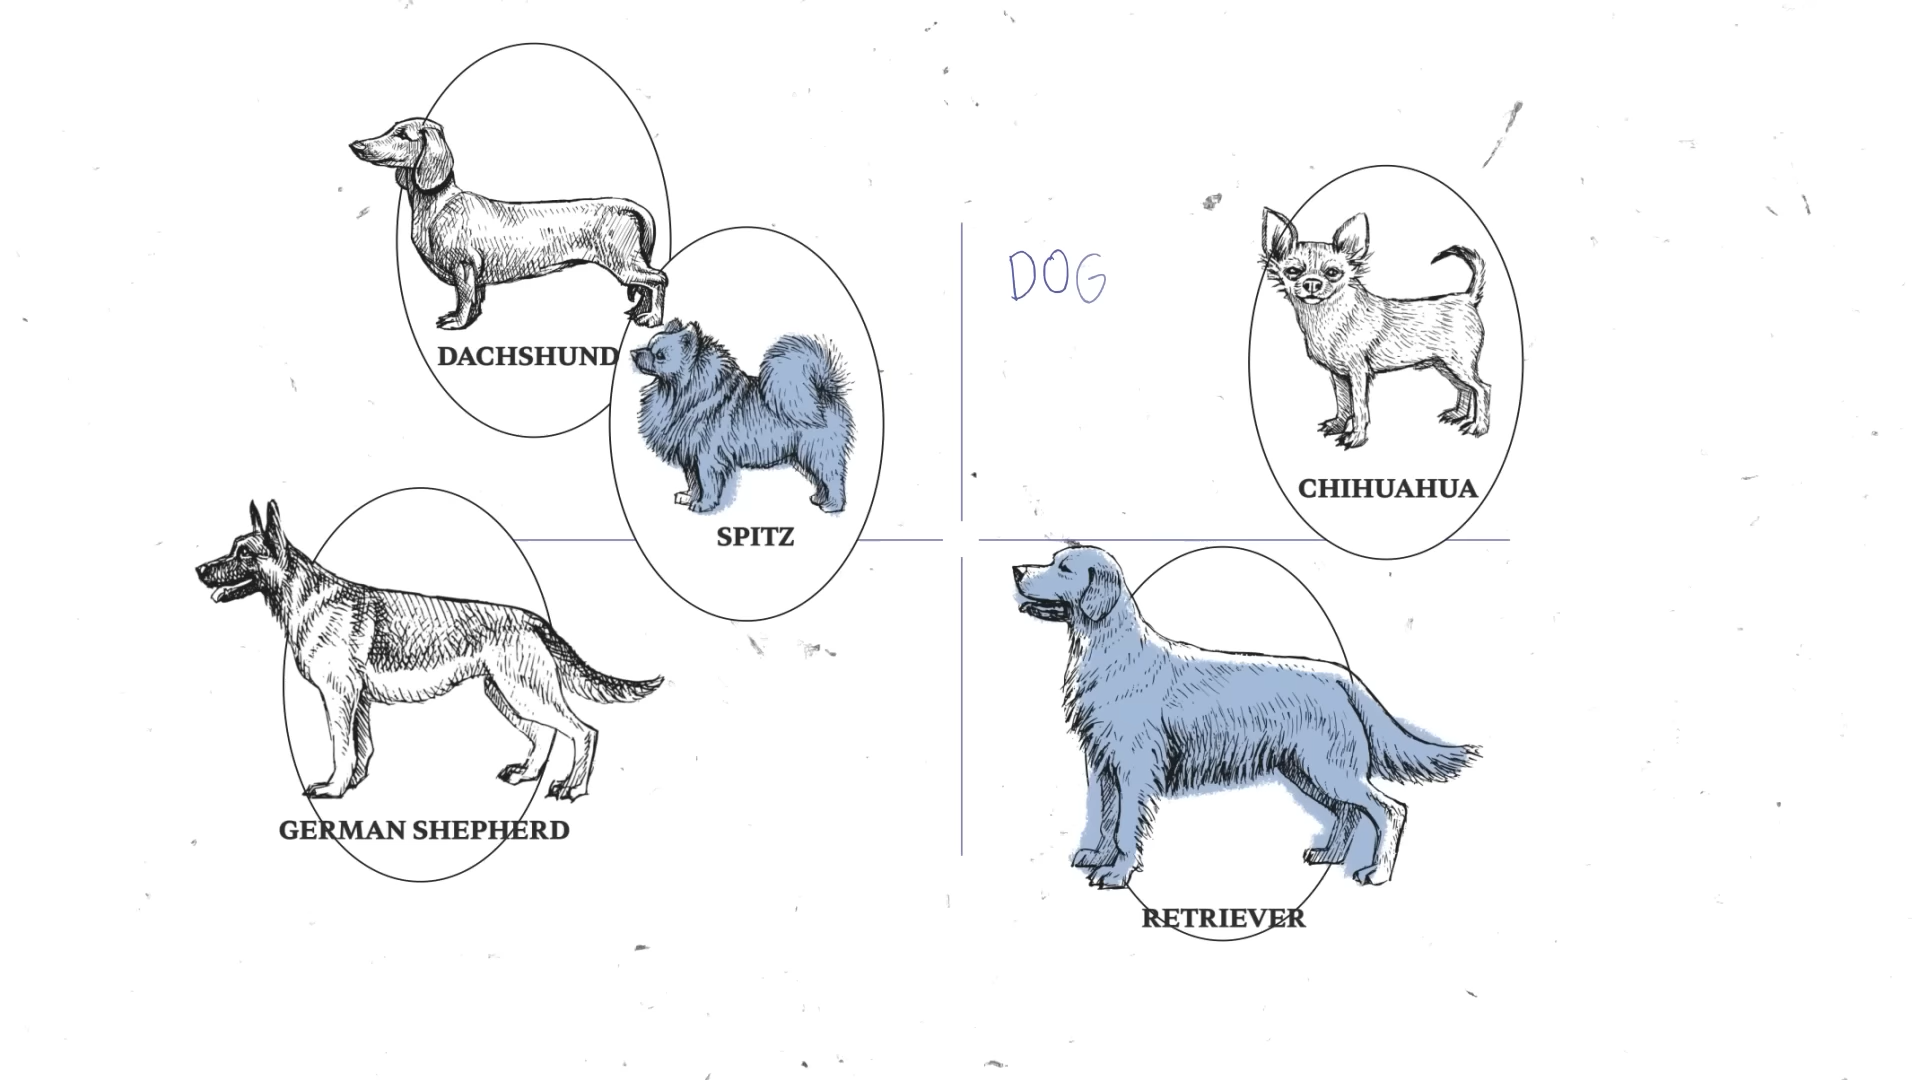 DACHSHUND
DOG
SPITZ
CHIHUAHUA
GERMAN SHEPHERD
RETRIEVER